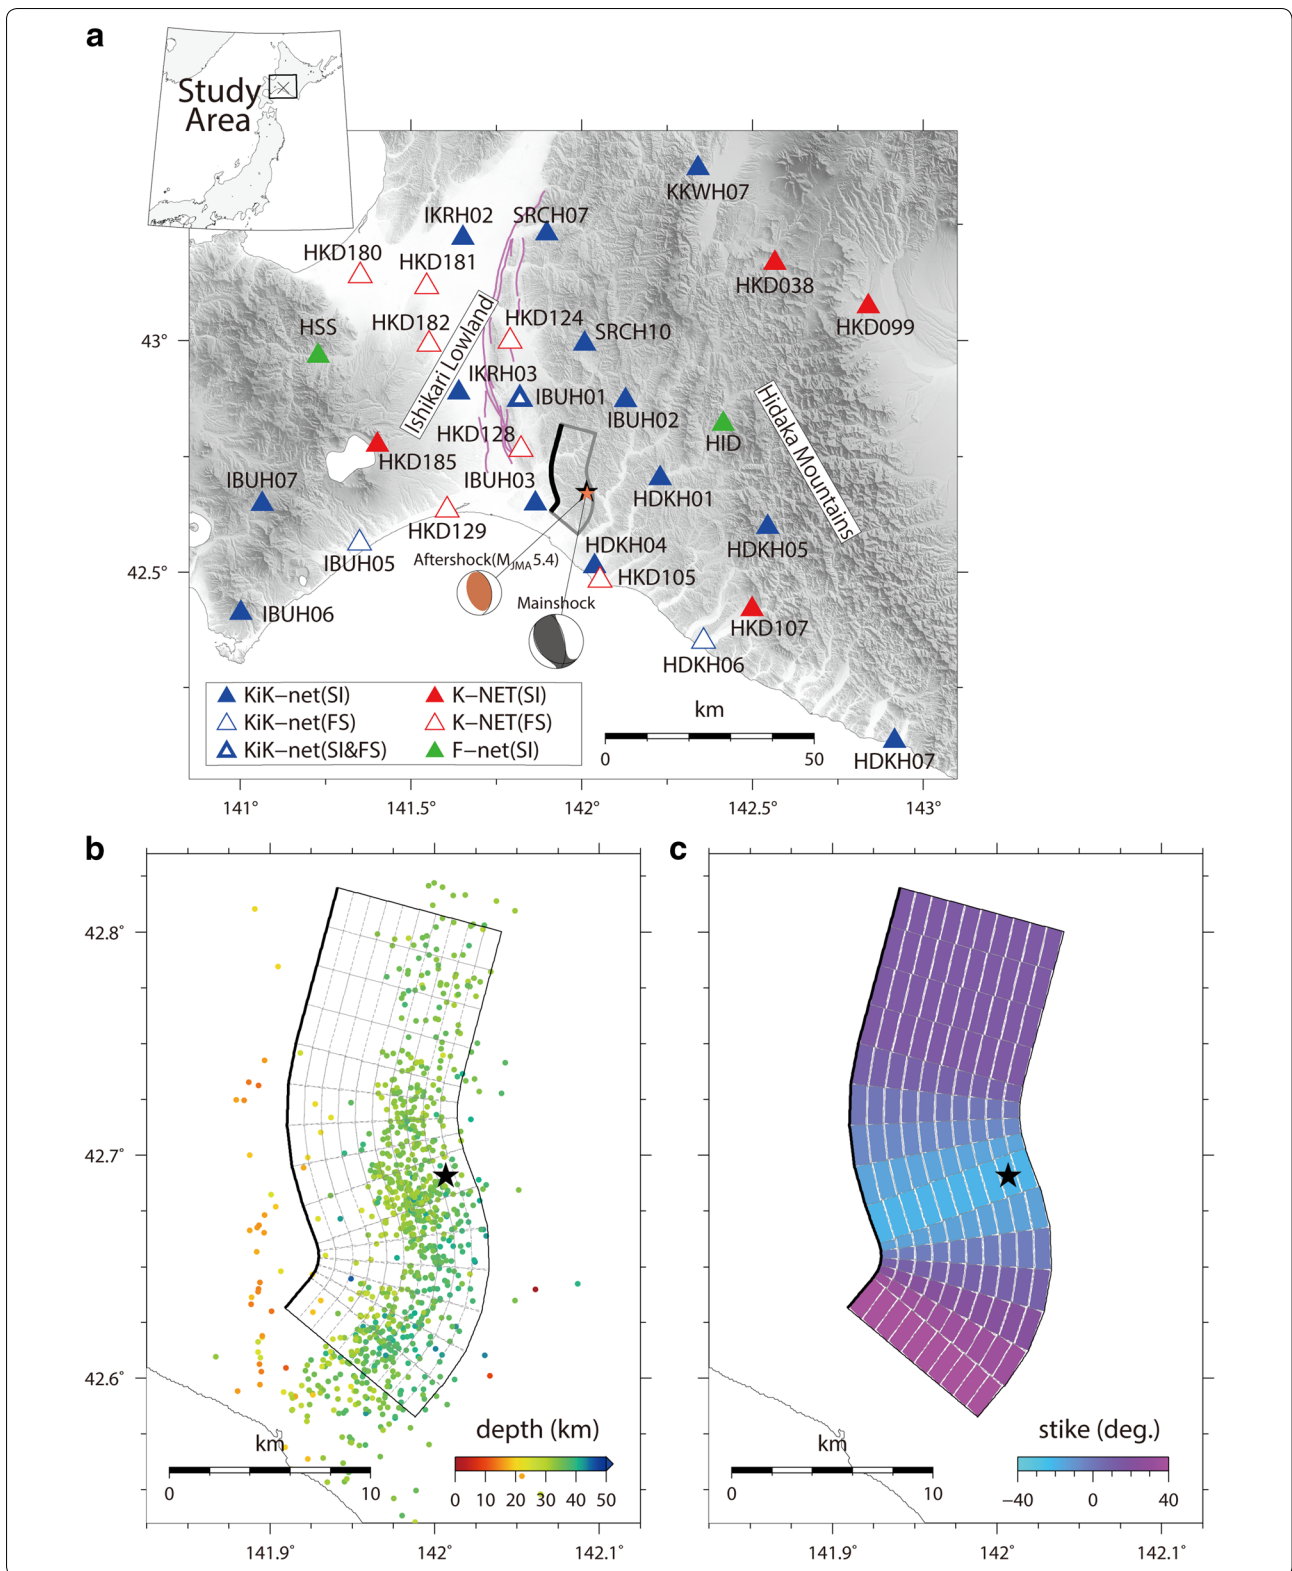 a
Study
Area
KKWH07
IKRH02
SRCH07
HKD180
HKD181
HKD038
HKD099
HSS
HKD182
HKD124
SRCH10
43°
Ishikari Lowland
IKRH03
IBUH01
IBUH02
HID
Hidaka Mountains
HKD128
HKD185
IBUH07
IBUH03
HDKH01
HKD129
HDKH05
IBUH05
HDKH04
Aftershock(MJMA5.4)
42.5°
HKD105
Mainshock
IBUH06
HKD107
HDKH06
KiK−net(SI)
K−NET(SI)
KiK−net(FS)
K−NET(FS)
KiK−net(SI&FS)
F−net(SI)
km
0
50
HDKH07
141°
141.5°
142°
142.5°
143°
b
42.8°
42.7°
42.6°
km
0
10
depth (km)
0 10 20 30 40 50
141.9°
142°
142.1°
c
km
0
10
stike (deg.)
−40 0 40
141.9°
142°
142.1°